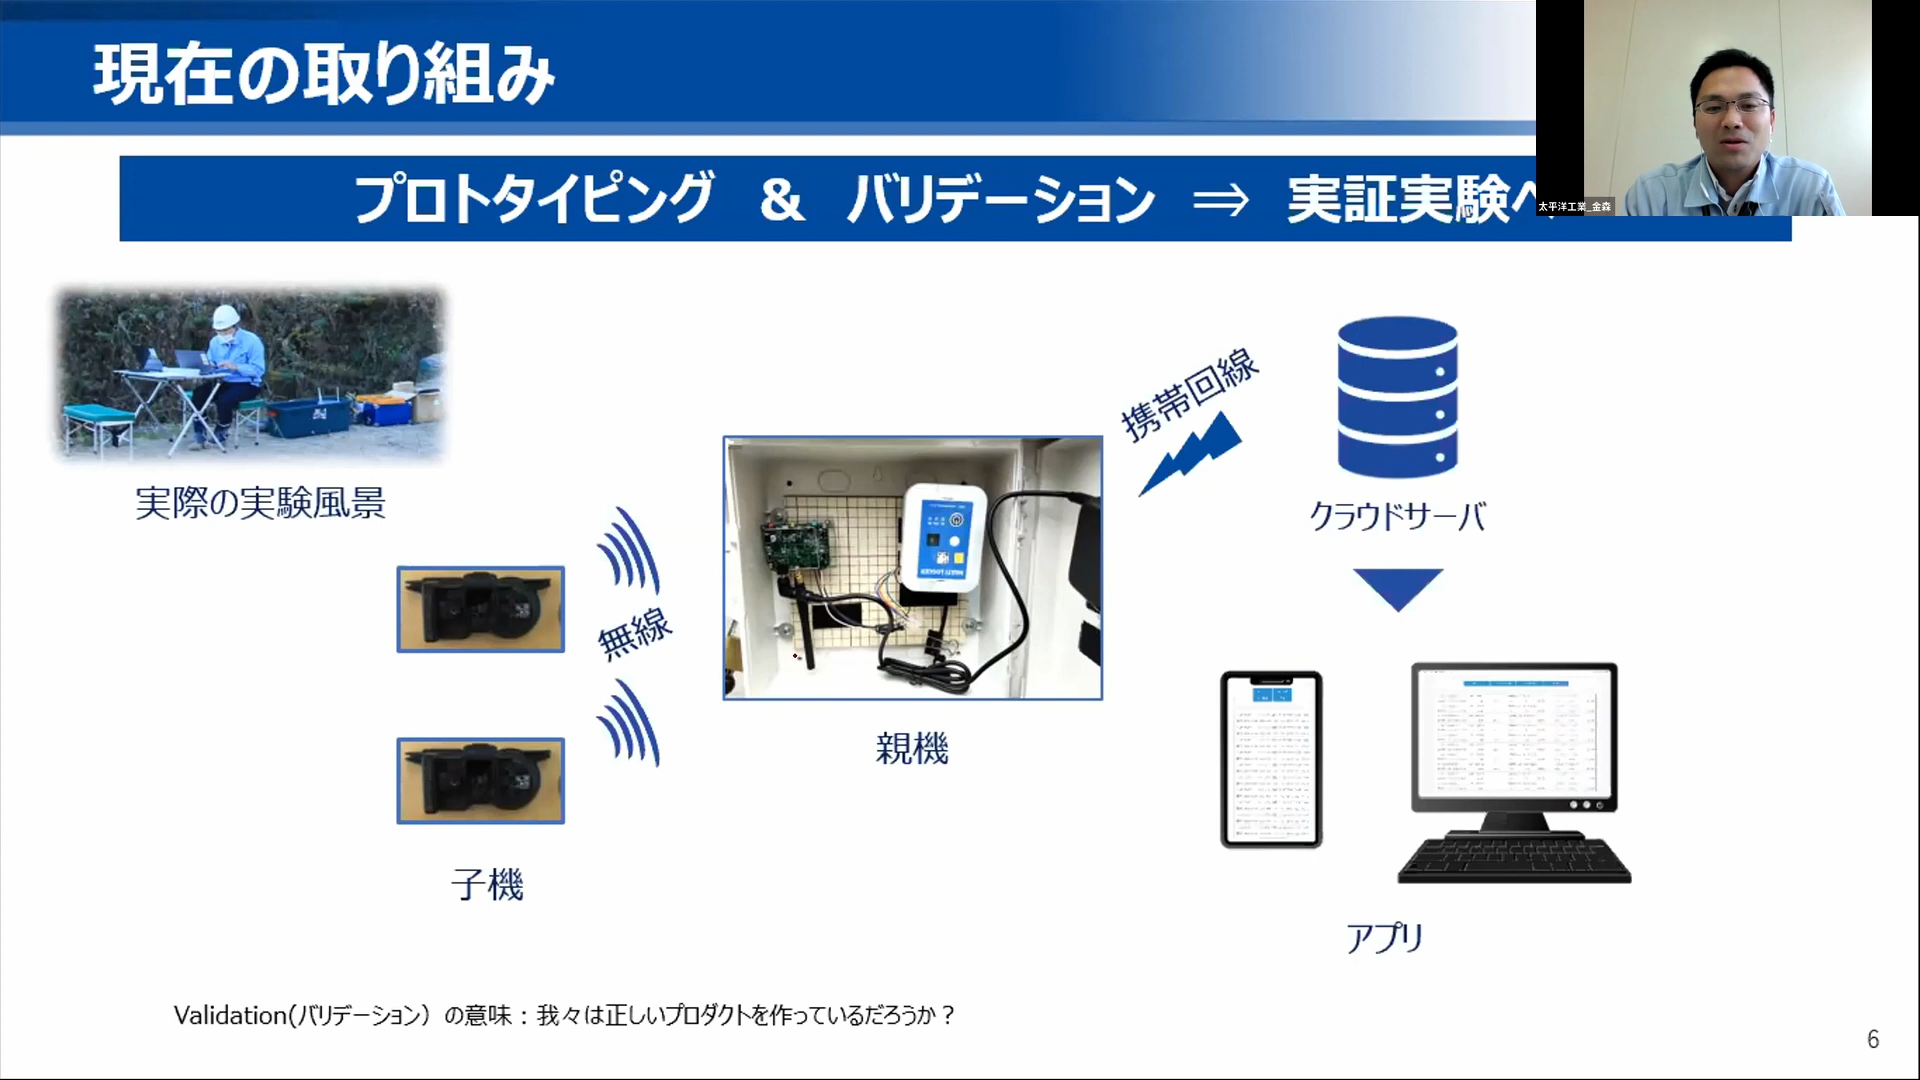 現在の取り組み
プロトタイピング & バリデーション ⇒ 実証実験へ
太平洋工業_金森
実際の実験風景
携帯回線
クラウドサーバ
無線
MULTI LOGGER
親機
子機
アプリ
Validation(バリデーション）の意味：我々は正しいプロダクトを作っているだろうか？
6